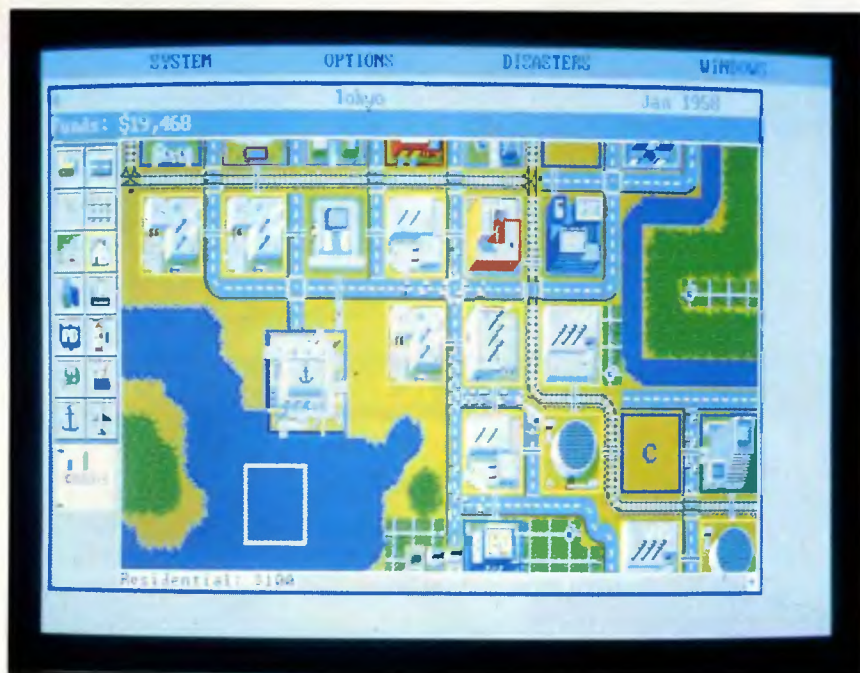 SYSTEM OPTIONS DISASTERS WINDOWS
Tokyo Jan 1958
Funds: $19,468
C
Residential: $100